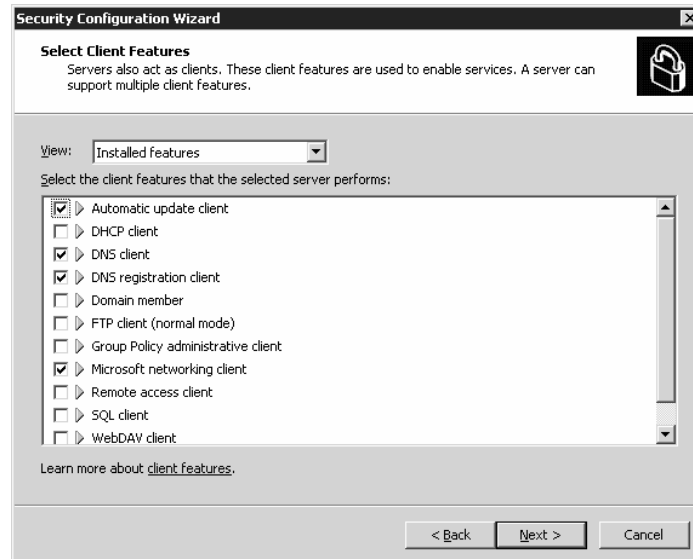 Security Configuration Wizard
Select Client Features
Servers also act as clients. These client features are used to enable services. A server can
support multiple client features.
View: Installed features
Select the client features that the selected server performs:
Automatic update client
DHCP client
DNS client
DNS registration client
Domain member
FTP client (normal mode)
Group Policy administrative client
Microsoft networking client
Remote access client
SQL client
WebDAV client
Learn more about client features.
< Back Next > Cancel